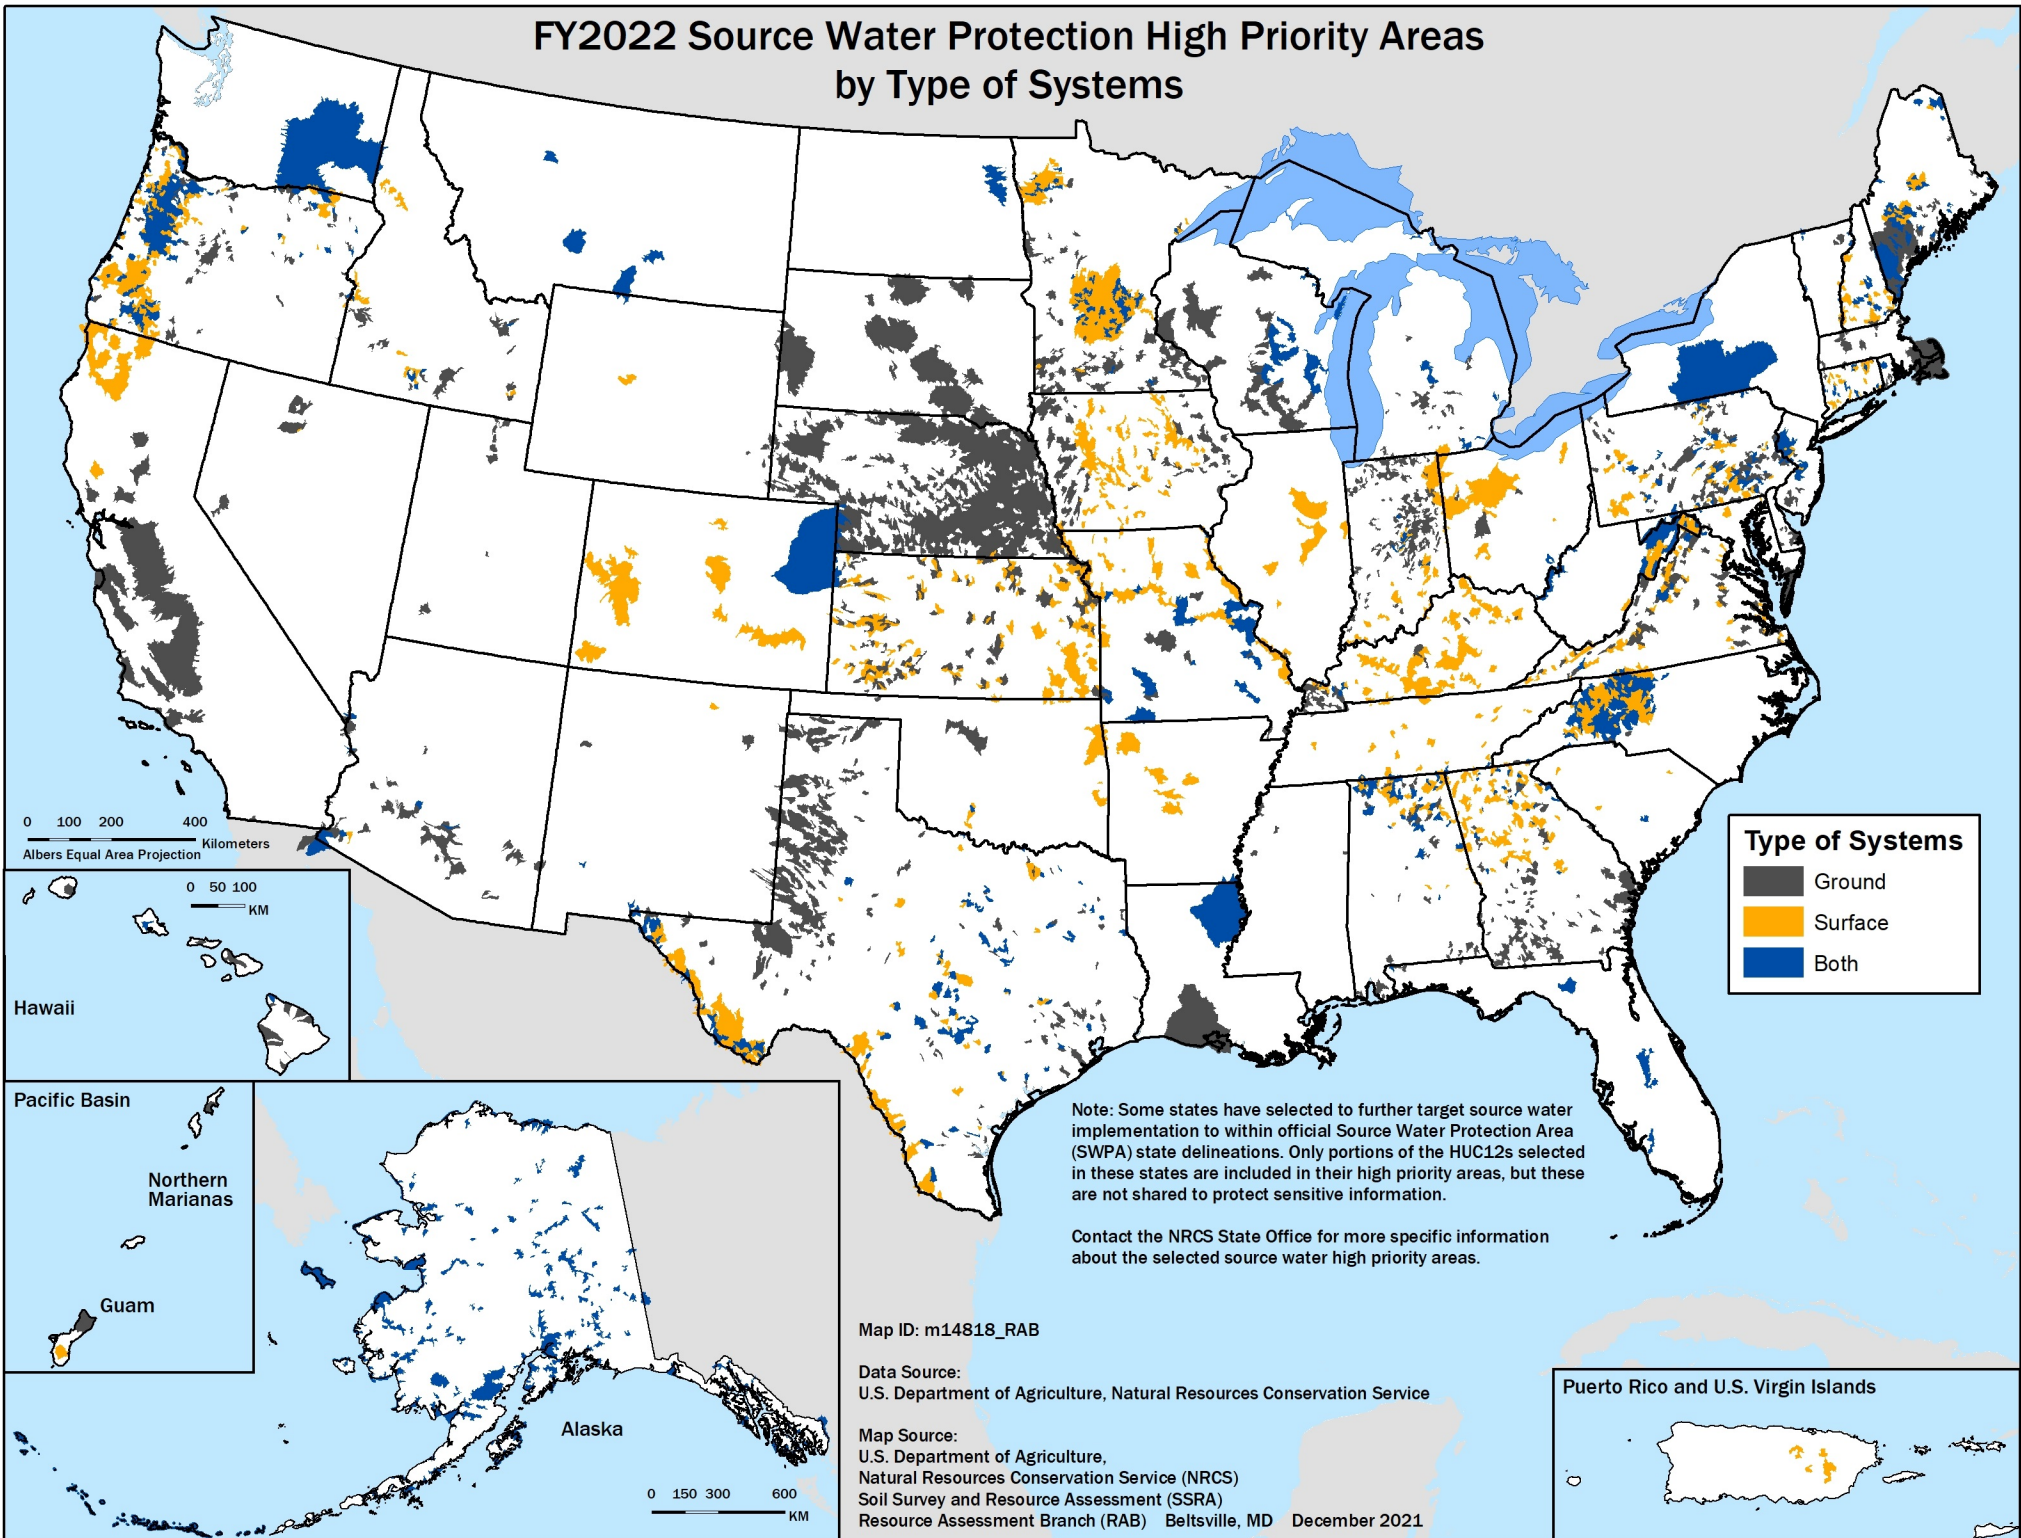 FY2022 Source Water Protection High Priority Areas
by Type of Systems
0 100 200 400
Kilometers
Albers Equal Area Projection
0 50 100
KM
Hawaii
Pacific Basin
Northern
Marianas
Guam
Alaska
0 150 300 600
KM
Type of Systems
Ground
Surface
Both
Note: Some states have selected to further target source water
implementation to within official Source Water Protection Area
(SWPA) state delineations. Only portions of the HUC12s selected
in these states are included in their high priority areas, but these
are not shared to protect sensitive information.
Contact the NRCS State Office for more specific information
about the selected source water high priority areas.
Map ID: m14818_RAB
Data Source:
U.S. Department of Agriculture, Natural Resources Conservation Service
Map Source:
U.S. Department of Agriculture,
Natural Resources Conservation Service (NRCS)
Soil Survey and Resource Assessment (SSRA)
Resource Assessment Branch (RAB) Beltsville, MD December 2021
Puerto Rico and U.S. Virgin Islands